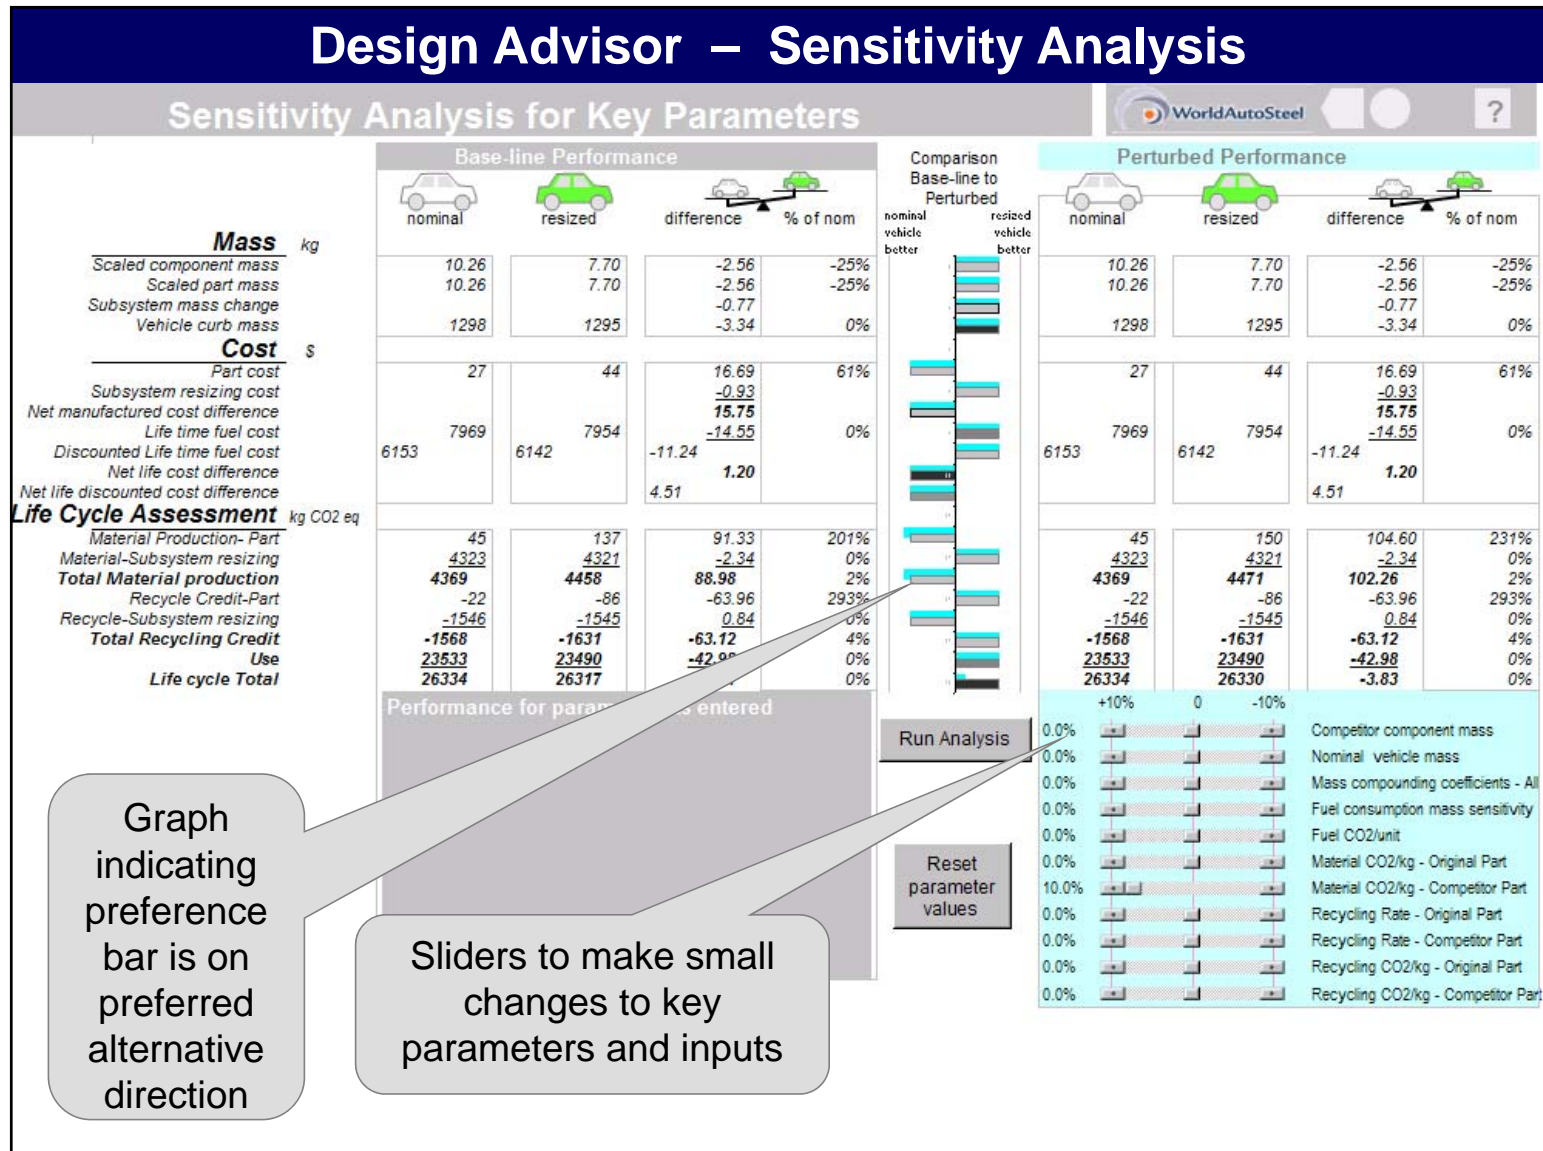 Design Advisor – Sensitivity Analysis
Sensitivity Analysis for Key Parameters
WorldAutoSteel
?
Base-line Performance
nominal resized difference % of nom
Comparison
Base-line to
Perturbed
nominal resized
vehicle vehicle
better better
Perturbed Performance
nominal resized difference % of nom
Mass kg
Scaled component mass 10.26 7.70 -2.56 -25% 10.26 7.70 -2.56 -25%
Scaled part mass 10.26 7.70 -2.56 -25% 10.26 7.70 -2.56 -25%
Subsystem mass change -0.77 -0.77
Vehicle curb mass 1298 1295 -3.34 0% 1298 1295 -3.34 0%
Cost $
Part cost 27 44 16.69 61% 27 44 16.69 61%
Subsystem resizing cost -0.93 -0.93
Net manufactured cost difference 15.75 15.75
Life time fuel cost 7969 7954 -14.55 0% 7969 7954 -14.55 0%
Discounted Life time fuel cost 6153 6142 -11.24 6153 6142 -11.24
Net life cost difference 1.20 1.20
Net life discounted cost difference 4.51 4.51
Life Cycle Assessment kg CO2 eq
Material Production- Part 45 137 91.33 201% 45 150 104.60 231%
Material-Subsystem resizing 4323 4321 -2.34 0% 4323 4321 -2.34 0%
Total Material production 4369 4458 88.98 2% 4369 4471 102.26 2%
Recycle Credit-Part -22 -86 -63.96 293% -22 -86 -63.96 293%
Recycle-Subsystem resizing -1546 -1545 0.84 0% -1546 -1545 0.84 0%
Total Recycling Credit -1568 -1631 -63.12 4% -1568 -1631 -63.12 4%
Use 23533 23490 -42.98 0% 23533 23490 -42.98 0%
Life cycle Total 26334 26317 0% 26334 26330 -3.83 0%
Performance for entered
Run Analysis
Reset
parameter
values
+10% 0 -10%
0.0% Competitor component mass
0.0% Nominal vehicle mass
0.0% Mass compounding coefficients - All
0.0% Fuel consumption mass sensitivity
0.0% Fuel CO2/unit
0.0% Material CO2/kg - Original Part
10.0% Material CO2/kg - Competitor Part
0.0% Recycling Rate - Original Part
0.0% Recycling Rate - Competitor Part
0.0% Recycling CO2/kg - Original Part
0.0% Recycling CO2/kg - Competitor Part
Graph
indicating
preference
bar is on
preferred
alternative
direction
Sliders to make small
changes to key
parameters and inputs